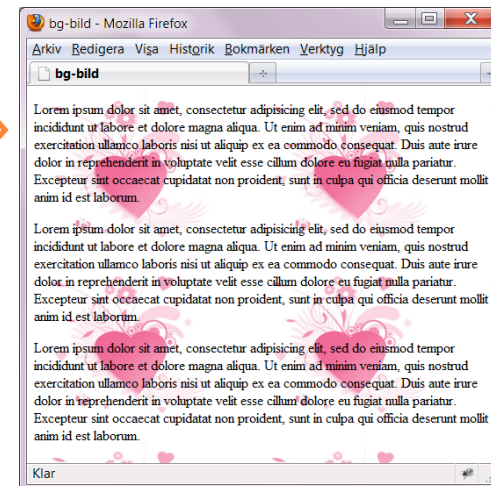 bg-bild - Mozilla Firefox
Arkiv Redigera Visa Historik Bokmärken Verktyg Hjälp
bg-bild
Lorem ipsum dolor sit amet, consectetur adipisicing elit, sed do eiusmod tempor
incididunt ut labore et dolore magna aliqua. Ut enim ad minim veniam, quis nostrud
exercitation ullamco laboris nisi ut aliquip ex ea commodo consequat. Duis aute irure
dolor in reprehenderit in voluptate velit esse cillum dolore eu fugiat nulla pariatur.
Excepteur sint occaecat cupidatat non proident, sunt in culpa qui officia deserunt mollit
anim id est laborum.
Lorem ipsum dolor sit amet, consectetur adipisicing elit, sed do eiusmod tempor
incididunt ut labore et dolore magna aliqua. Ut enim ad minim veniam, quis nostrud
exercitation ullamco laboris nisi ut aliquip ex ea commodo consequat. Duis aute irure
dolor in reprehenderit in voluptate velit esse cillum dolore eu fugiat nulla pariatur.
Excepteur sint occaecat cupidatat non proident, sunt in culpa qui officia deserunt mollit
anim id est laborum.
Lorem ipsum dolor sit amet, consectetur adipisicing elit, sed do eiusmod tempor
incididunt ut labore et dolore magna aliqua. Ut enim ad minim veniam, quis nostrud
exercitation ullamco laboris nisi ut aliquip ex ea commodo consequat. Duis aute irure
dolor in reprehenderit in voluptate velit esse cillum dolore eu fugiat nulla pariatur.
Excepteur sint occaecat cupidatat non proident, sunt in culpa qui officia deserunt mollit
anim id est laborum.
Klar